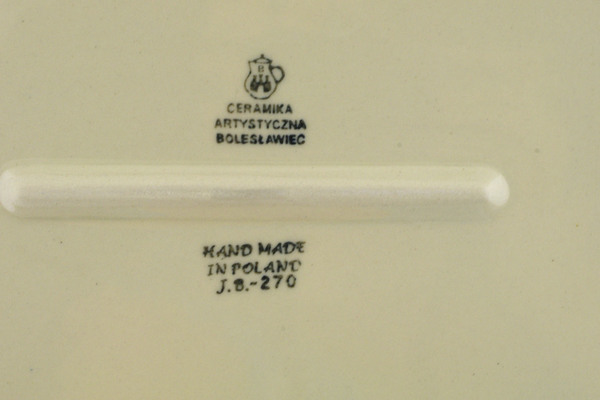 B
CERAMIKA
ARTYSTYCZNA
BOLESŁAWIEC
HAND MADE
IN POLAND
J.B.-270